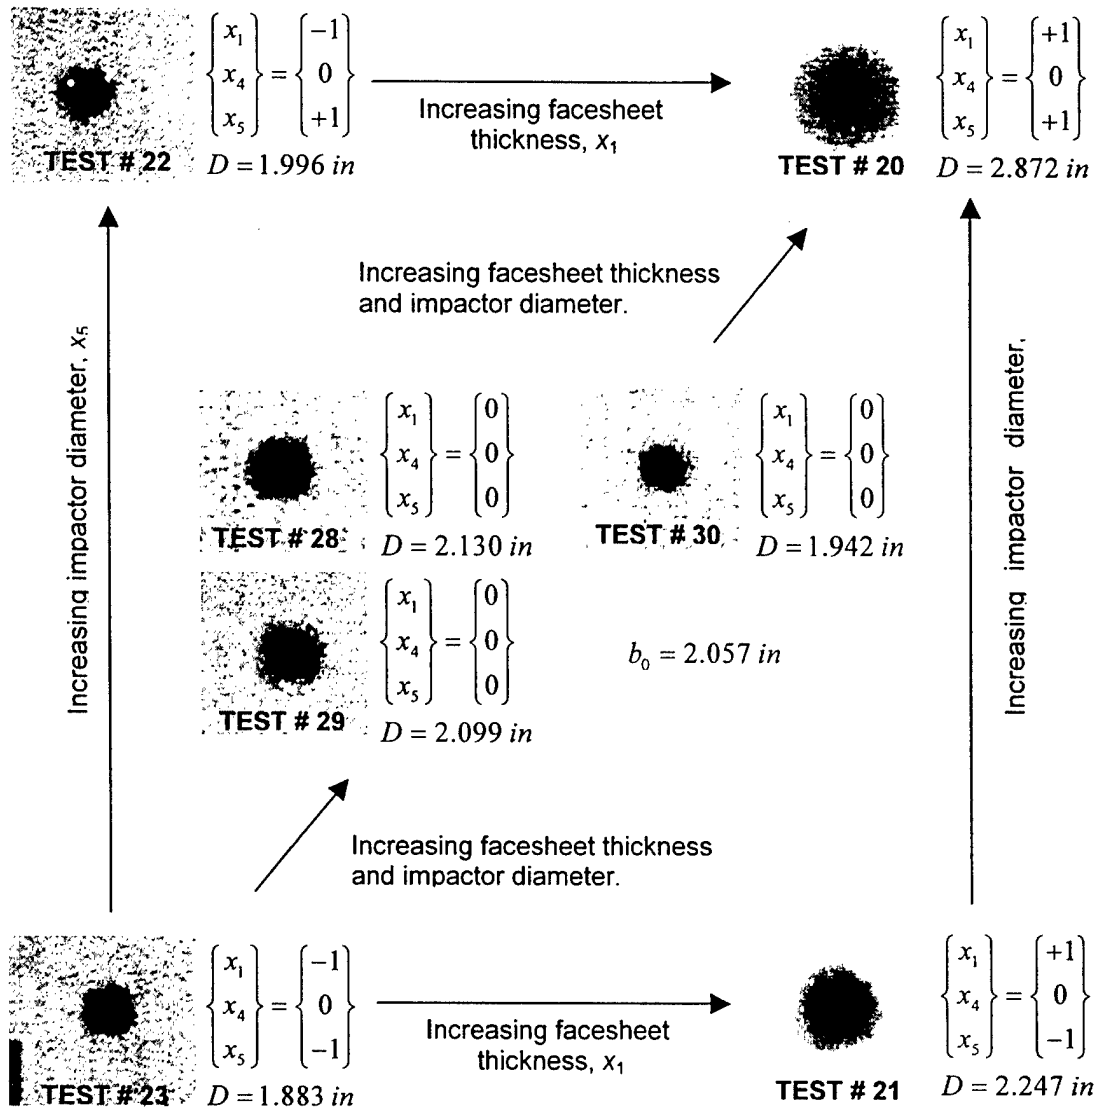 {x₁ x₄ x₅} = {−1 0 +1}
TEST # 22
D = 1.996 in
Increasing facesheet
thickness, x₁
{x₁ x₄ x₅} = {+1 0 +1}
TEST # 20
D = 2.872 in
Increasing facesheet thickness
and impactor diameter.
Increasing impactor diameter, x₅
{x₁ x₄ x₅} = {0 0 0}
TEST # 28
D = 2.130 in
{x₁ x₄ x₅} = {0 0 0}
TEST # 30
D = 1.942 in
Increasing impactor diameter,
{x₁ x₄ x₅} = {0 0 0}
TEST # 29
D = 2.099 in
b₀ = 2.057 in
Increasing facesheet thickness
and impactor diameter.
{x₁ x₄ x₅} = {−1 0 −1}
TEST # 23
D = 1.883 in
Increasing facesheet
thickness, x₁
{x₁ x₄ x₅} = {+1 0 −1}
TEST # 21
D = 2.247 in